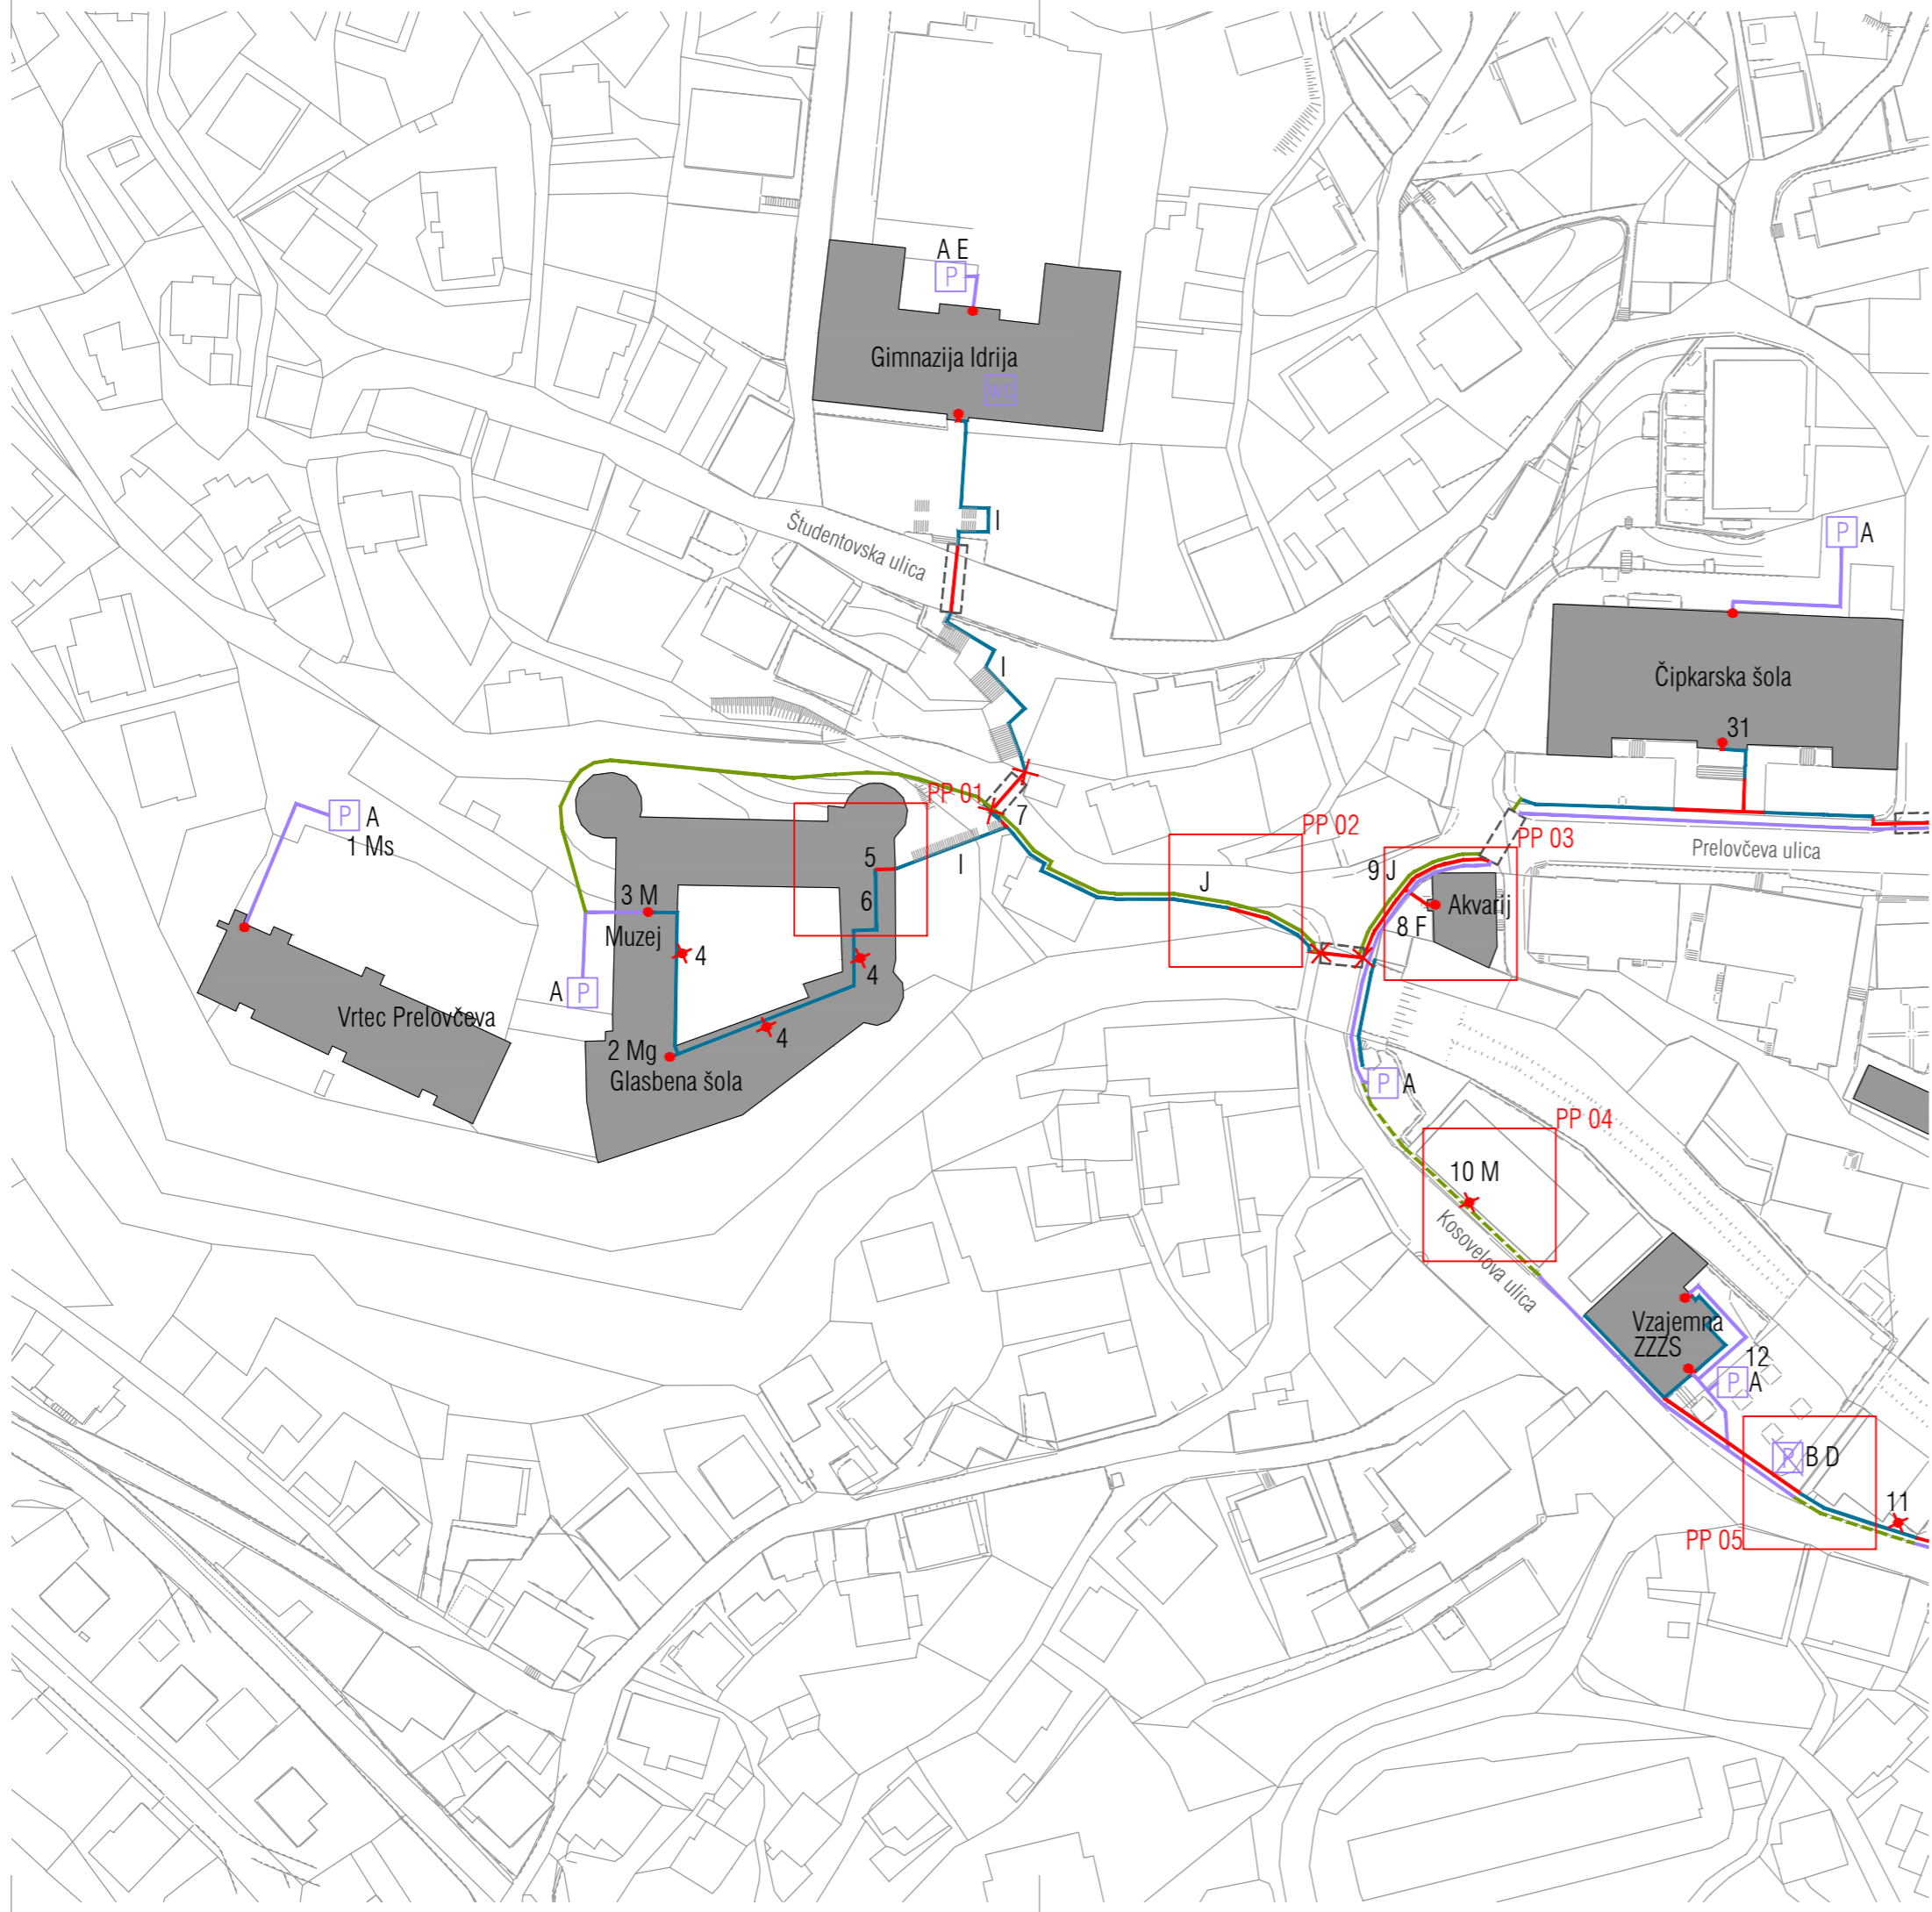 A E
P
Gimnazija Idrija
wc
Študentovska ulica
I
P A
I
Čipkarska šola
31
P A
1 Ms
PP 01
7
PP 02
PP 03
Prelovčeva ulica
5
I
J
9 J
6
3 M
Akvarij
8 F
Muzej
4
4
A P
Vrtec Prelovčeva
4
2 Mg
Glasbena šola
P A
PP 04
10 M
Kosovelova ulica
Vzajemna
ZZZS
12
P A
P B D
11
PP 05